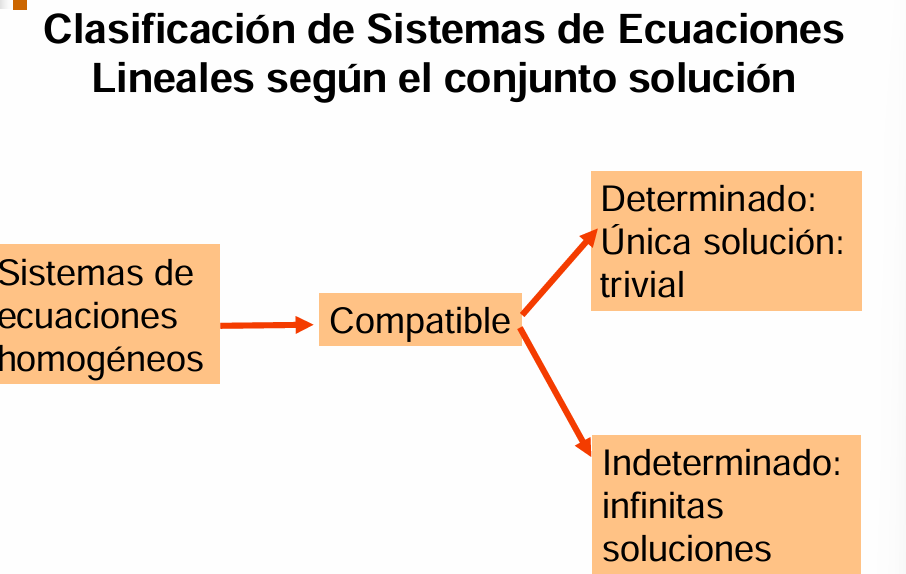 Clasificación de Sistemas de Ecuaciones
Lineales según el conjunto solución
Sistemas de
ecuaciones
homogéneos
Compatible
Determinado:
Única solución:
trivial
Indeterminado:
infinitas
soluciones